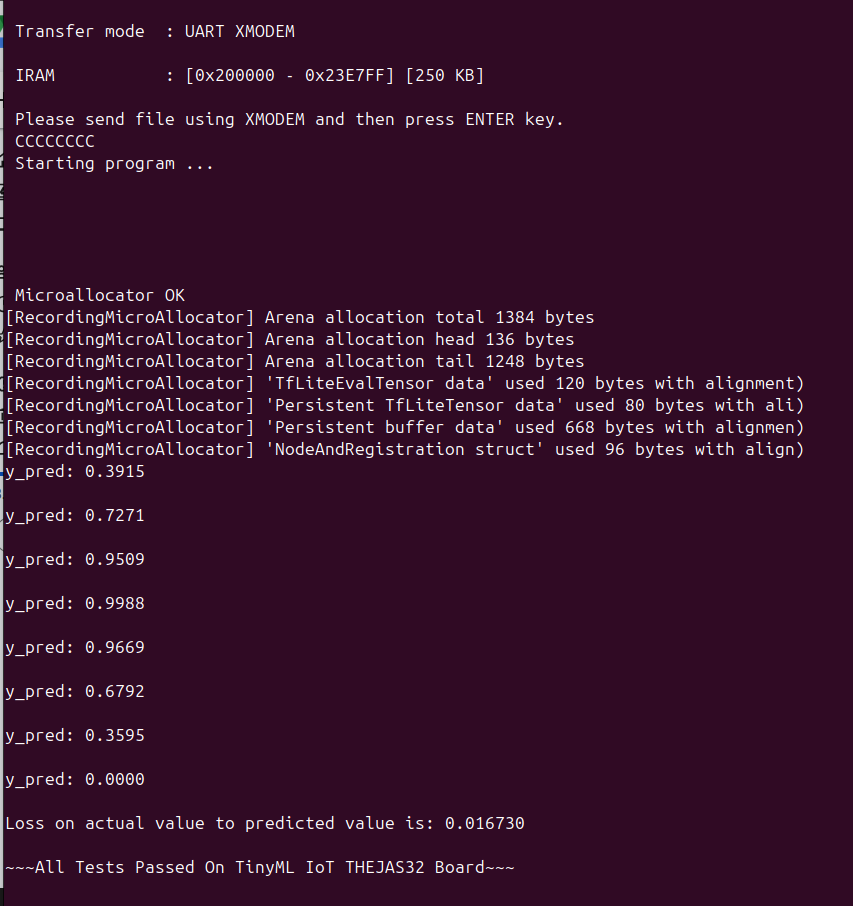 Transfer mode  : UART XMODEM
IRAM           : [0x200000 - 0x23E7FF] [250 KB]
Please send file using XMODEM and then press ENTER key.
CCCCCCCC
Starting program ...
Microallocator OK
[RecordingMicroAllocator] Arena allocation total 1384 bytes
[RecordingMicroAllocator] Arena allocation head 136 bytes
[RecordingMicroAllocator] Arena allocation tail 1248 bytes
[RecordingMicroAllocator] 'TfLiteEvalTensor data' used 120 bytes with alignment)
[RecordingMicroAllocator] 'Persistent TfLiteTensor data' used 80 bytes with ali)
[RecordingMicroAllocator] 'Persistent buffer data' used 668 bytes with alignmen)
[RecordingMicroAllocator] 'NodeAndRegistration struct' used 96 bytes with align)
y_pred: 0.3915
y_pred: 0.7271
y_pred: 0.9509
y_pred: 0.9988
y_pred: 0.9669
y_pred: 0.6792
y_pred: 0.3595
y_pred: 0.0000
Loss on actual value to predicted value is: 0.016730
~~~All Tests Passed On TinyML IoT THEJAS32 Board~~~